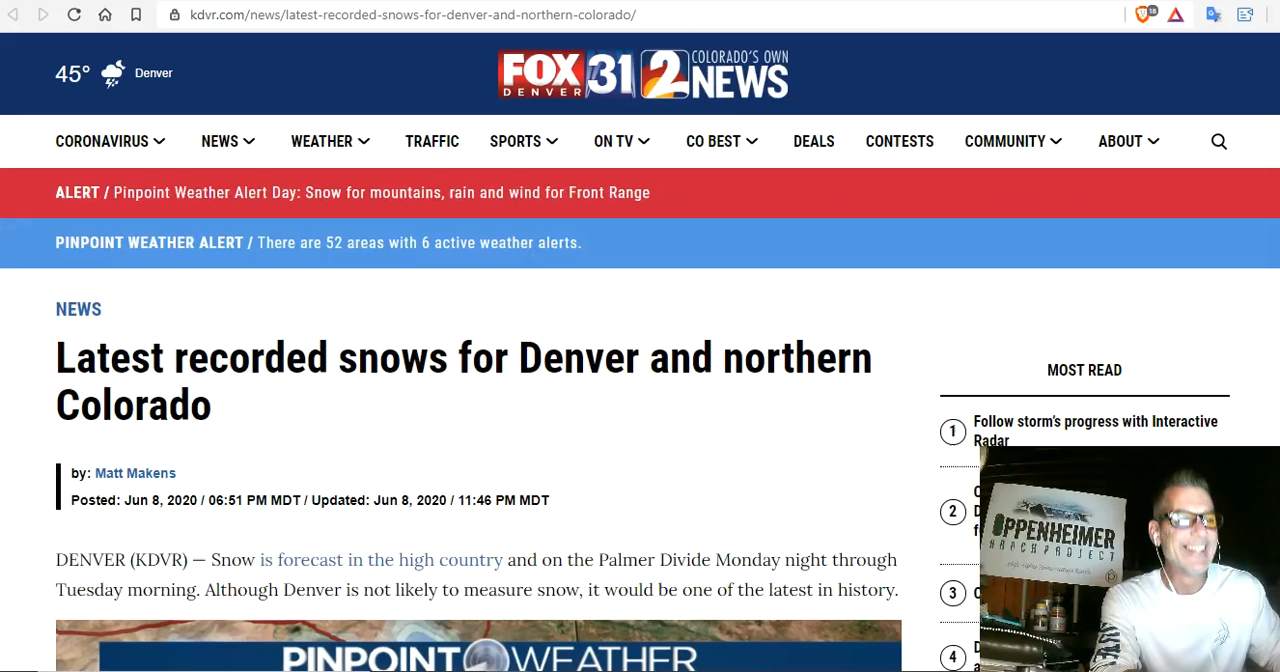 kdvr.com/news/latest-recorded-snows-for-denver-and-northern-colorado/
18
45° Denver
FOX 31 2 COLORADO'S OWN
DENVER NEWS
CORONAVIRUS NEWS WEATHER TRAFFIC SPORTS ON TV CO BEST DEALS CONTESTS COMMUNITY ABOUT
ALERT / Pinpoint Weather Alert Day: Snow for mountains, rain and wind for Front Range
PINPOINT WEATHER ALERT / There are 52 areas with 6 active weather alerts.
NEWS
Latest recorded snows for Denver and northern
Colorado
by: Matt Makens
Posted: Jun 8, 2020 / 06:51 PM MDT / Updated: Jun 8, 2020 / 11:46 PM MDT
DENVER (KDVR) — Snow is forecast in the high country and on the Palmer Divide Monday night through
Tuesday morning. Although Denver is not likely to measure snow, it would be one of the latest in history.
PINPOINT WEATHER
MOST READ
1 Follow storm's progress with Interactive
Radar
2
3
4
OPPENHEIMER
RANCH PROJECT